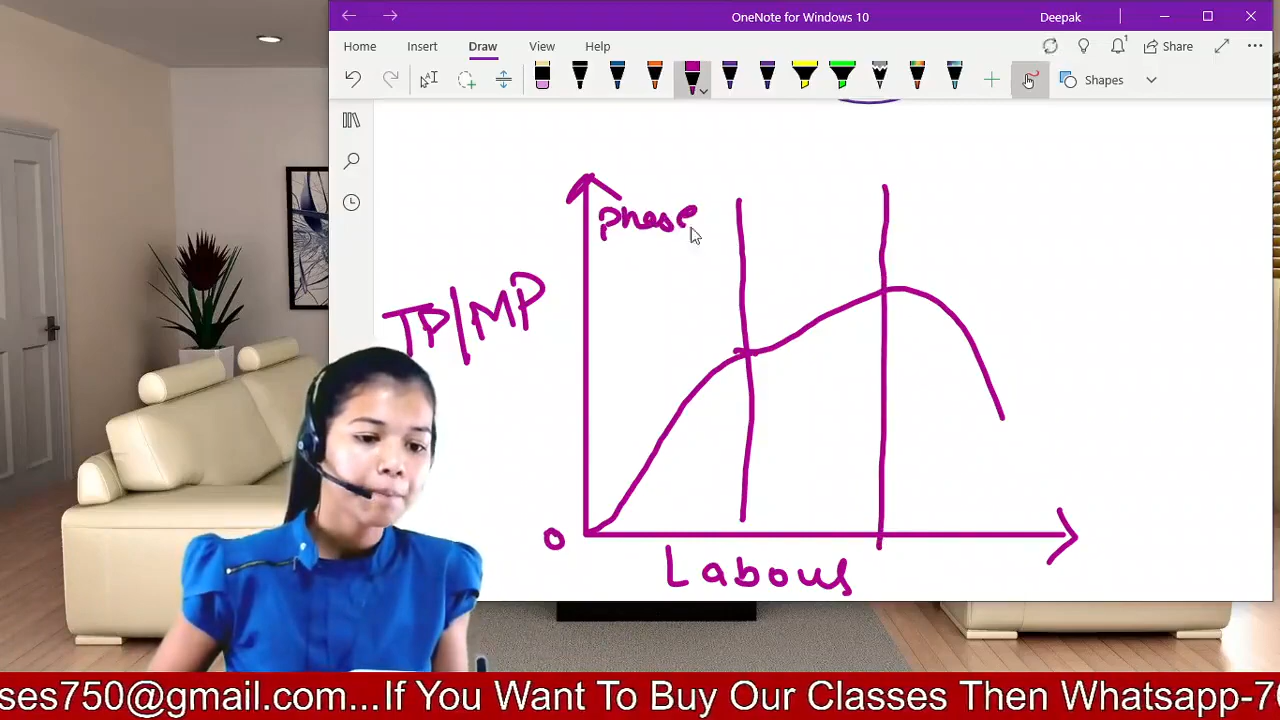 OneNote for Windows 10
Deepak
Home Insert Draw View Help
Share
Shapes
phase
TP/MP
0
Labour
ses750@gmail.com...If You Want To Buy Our Classes Then Whatsapp-70